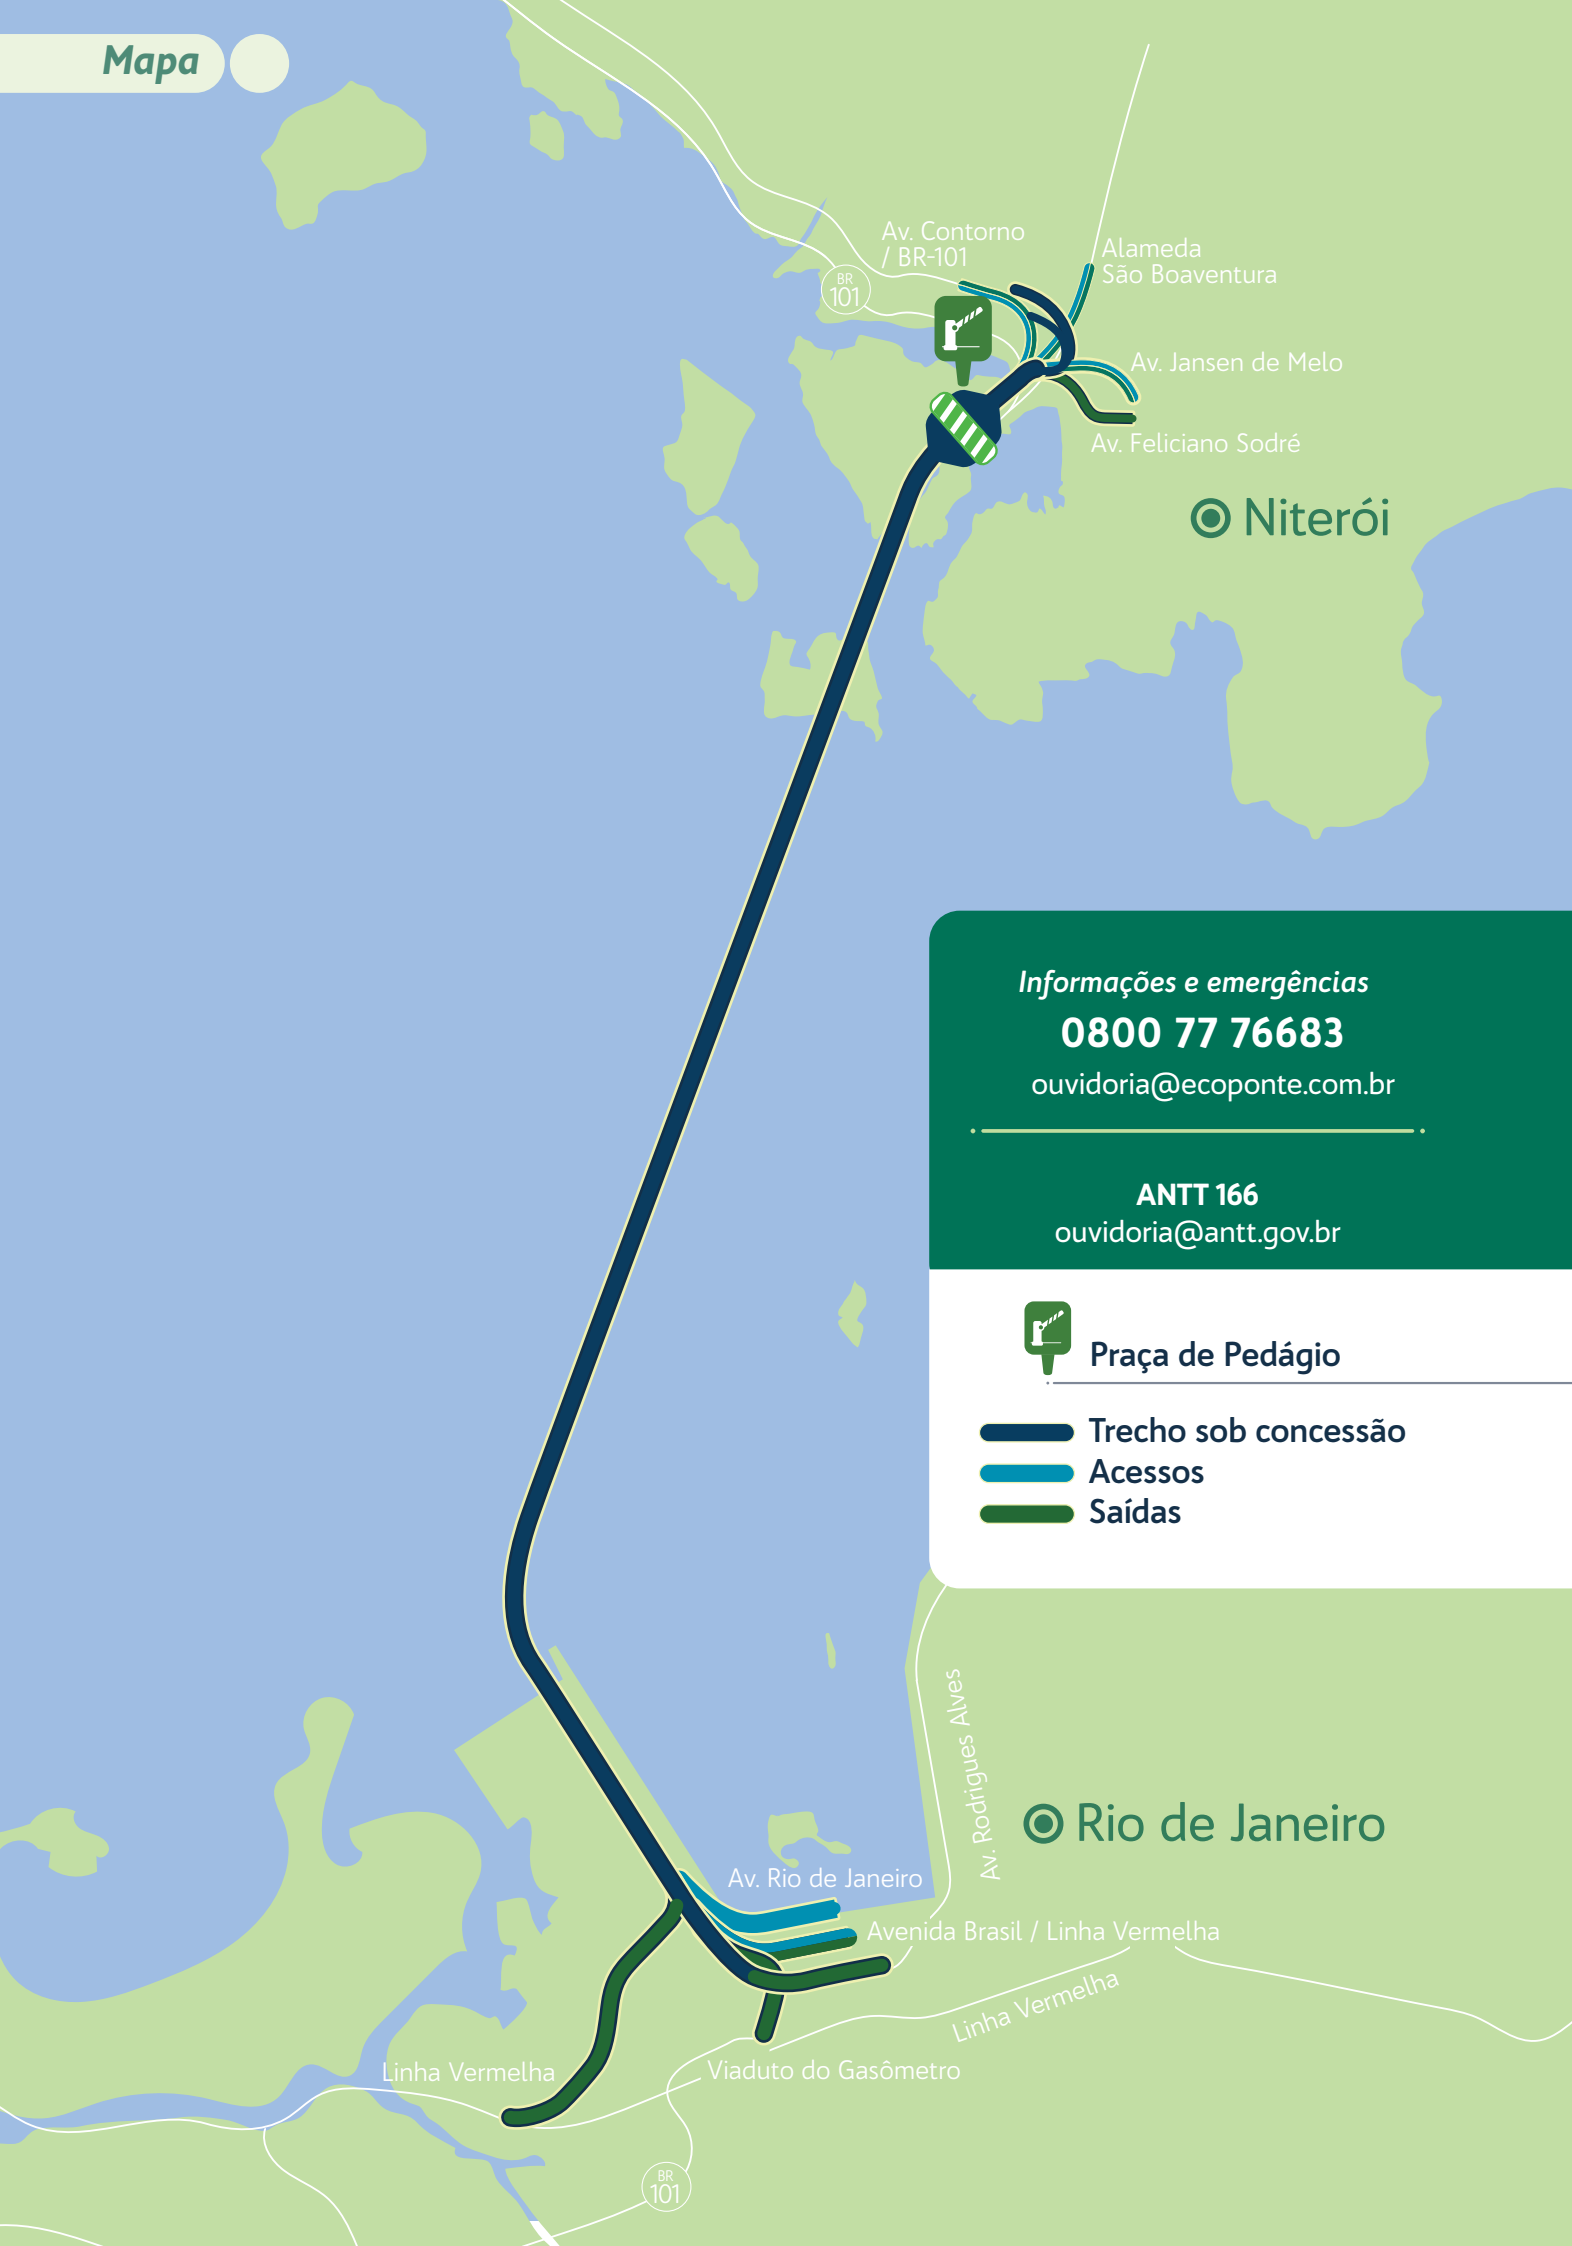 Mapa
Av. Contorno
/ BR-101
BR
101
Alameda
São Boaventura
Av. Jansen de Melo
Av. Feliciano Sodré
Niterói
Informações e emergências
0800 77 76683
ouvidoria@ecoponte.com.br
ANTT 166
ouvidoria@antt.gov.br
Praça de Pedágio
Trecho sob concessão
Acessos
Saídas
Av. Rodrigues Alves
Rio de Janeiro
Av. Rio de Janeiro
Avenida Brasil / Linha Vermelha
Linha Vermelha
Linha Vermelha
Viaduto do Gasômetro
BR
101